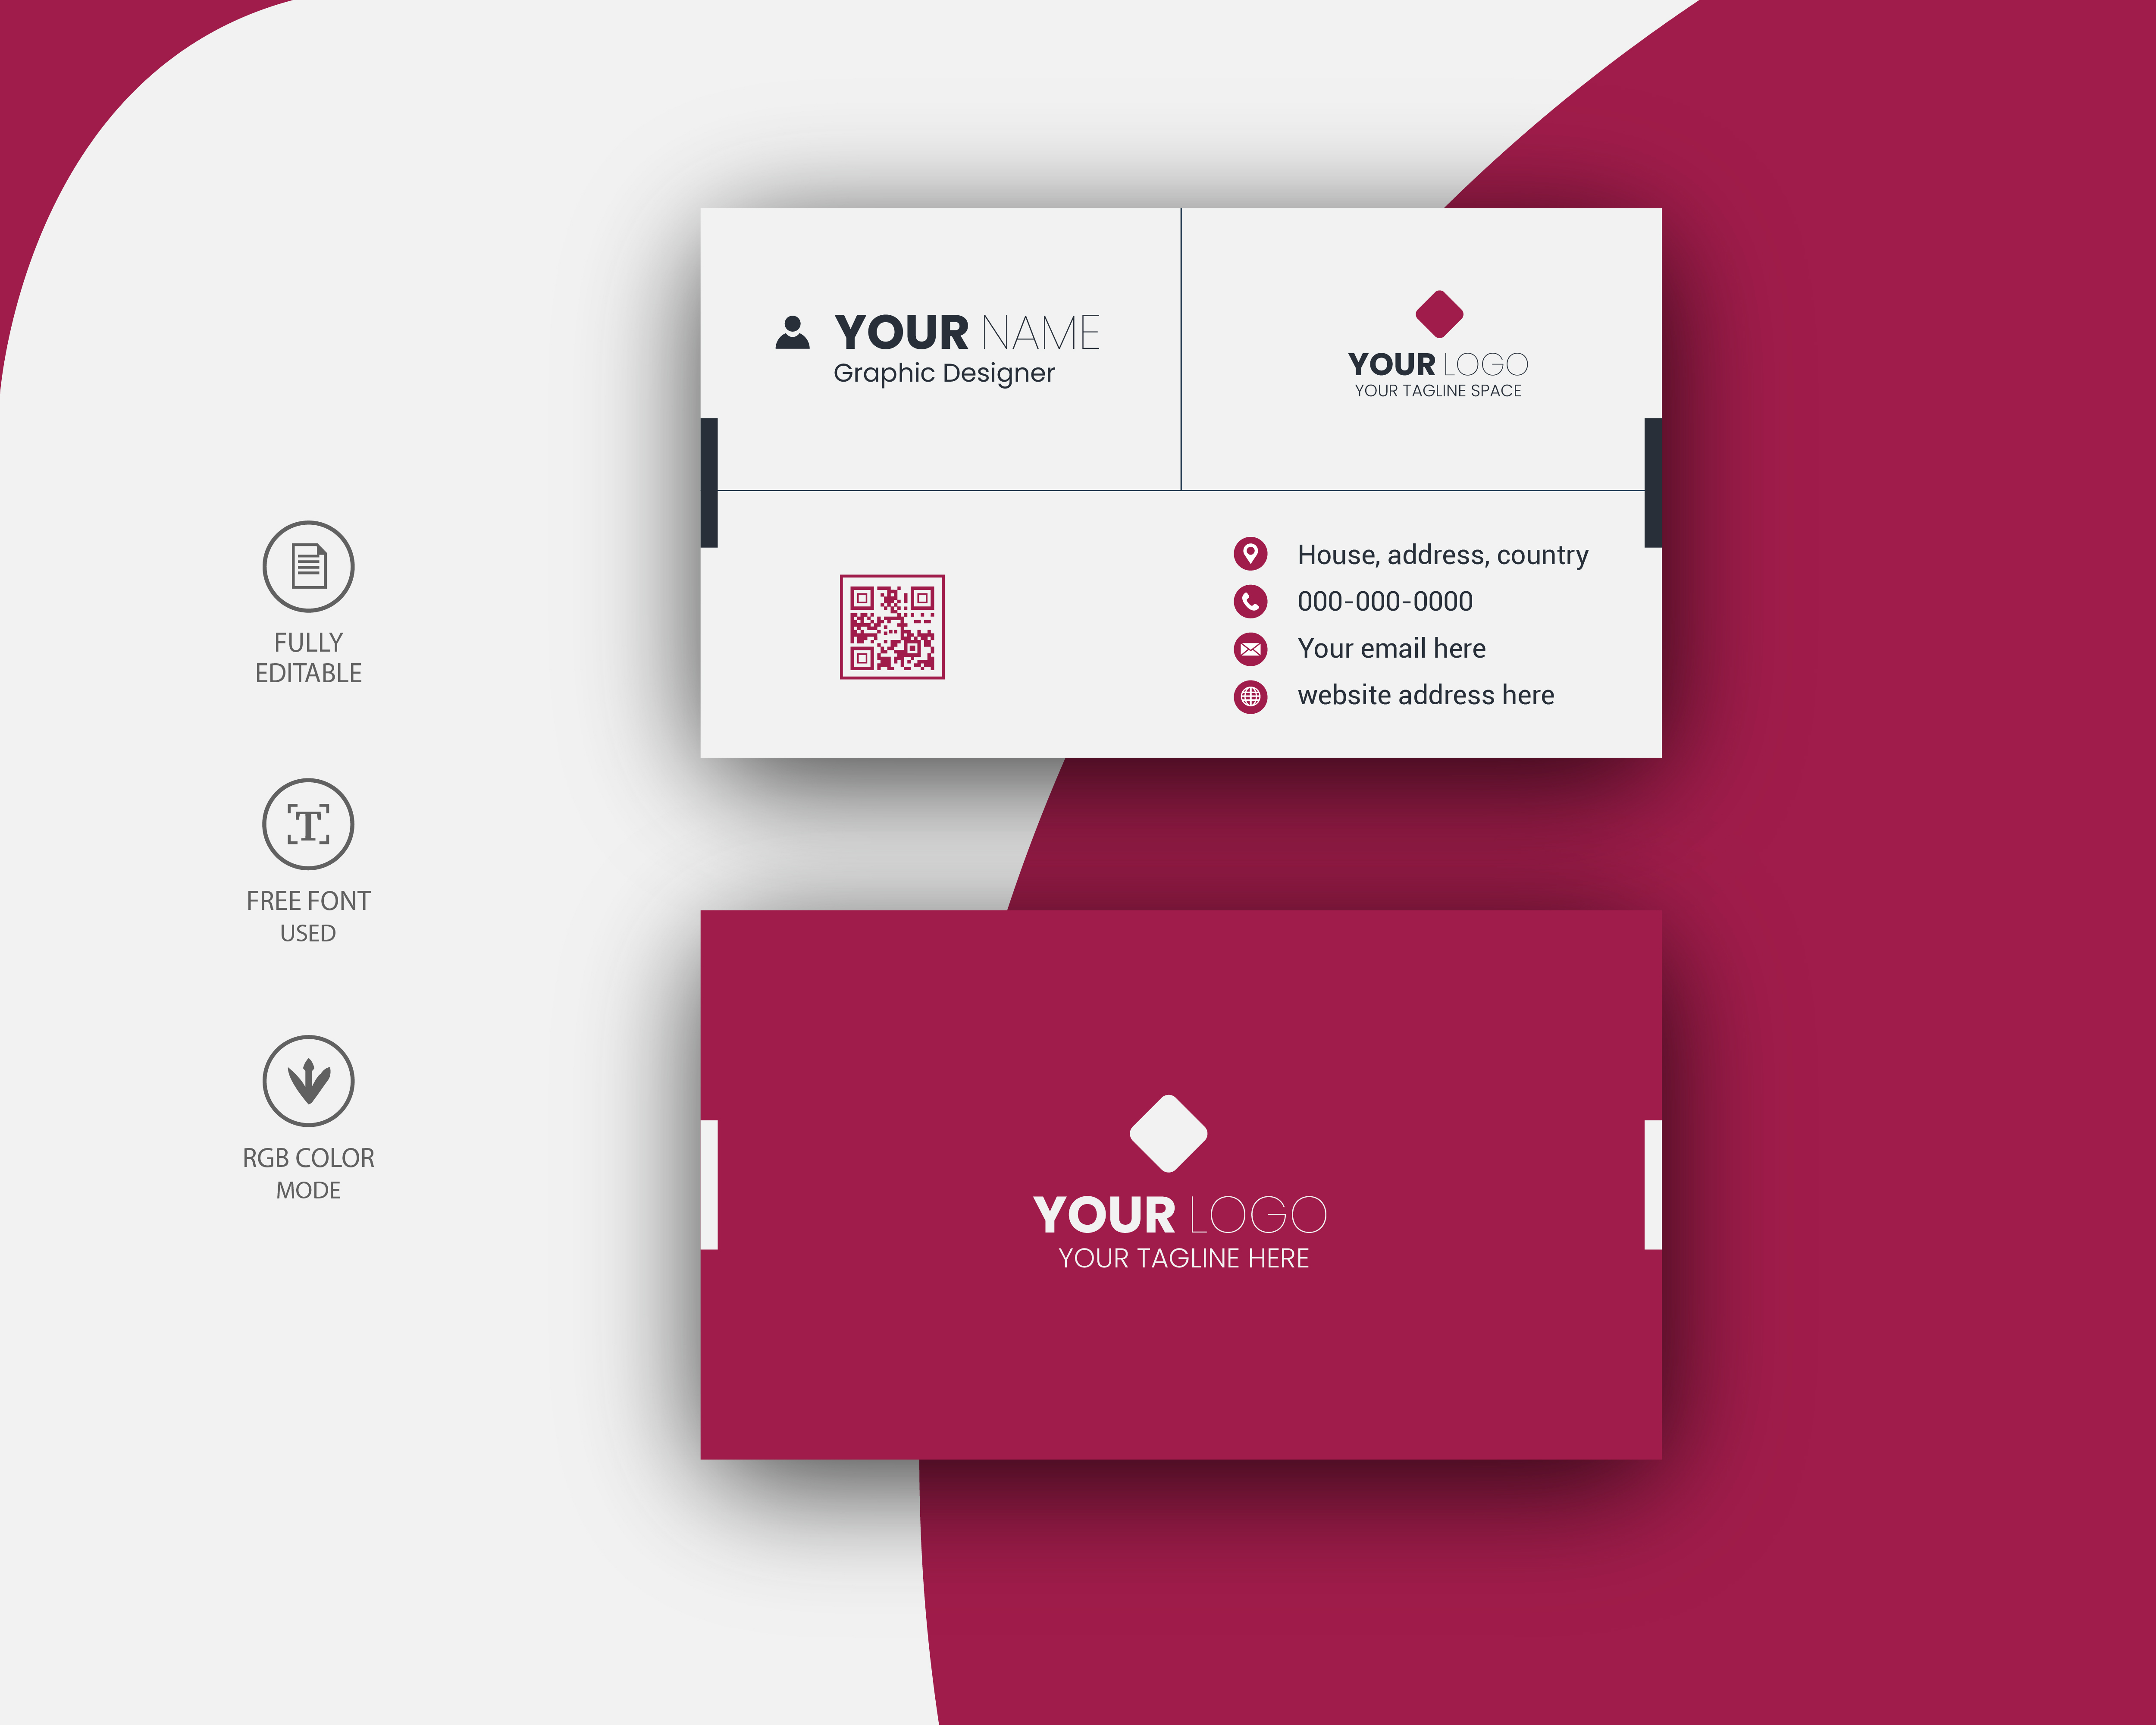 FULLY
EDITABLE
FREE FONT
USED
RGB COLOR
MODE
YOUR NAME
Graphic Designer
YOUR LOGO
YOUR TAGLINE SPACE
House, address, country
000-000-0000
Your email here
website address here
YOUR LOGO
YOUR TAGLINE HERE